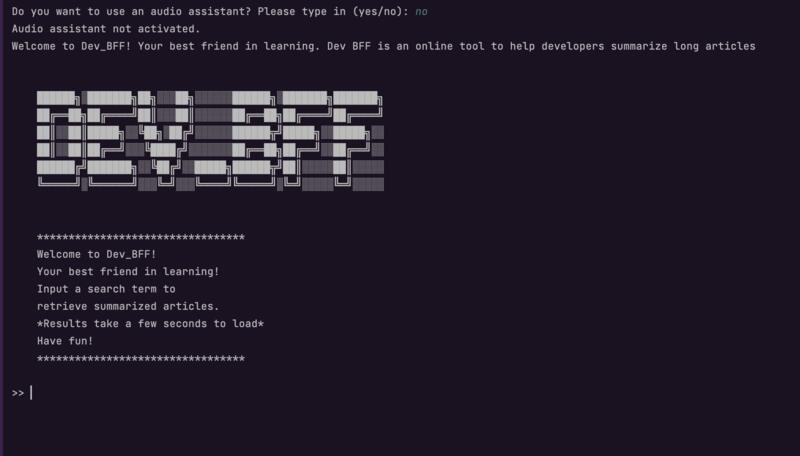 Do you want to use an audio assistant? Please type in (yes/no): no
Audio assistant not activated.
Welcome to Dev_BFF! Your best friend in learning. Dev BFF is an online tool to help developers summarize long articles
DEV_BFF
*********************************
Welcome to Dev_BFF!
Your best friend in learning!
Input a search term to
retrieve summarized articles.
*Results take a few seconds to load*
Have fun!
*********************************
>>